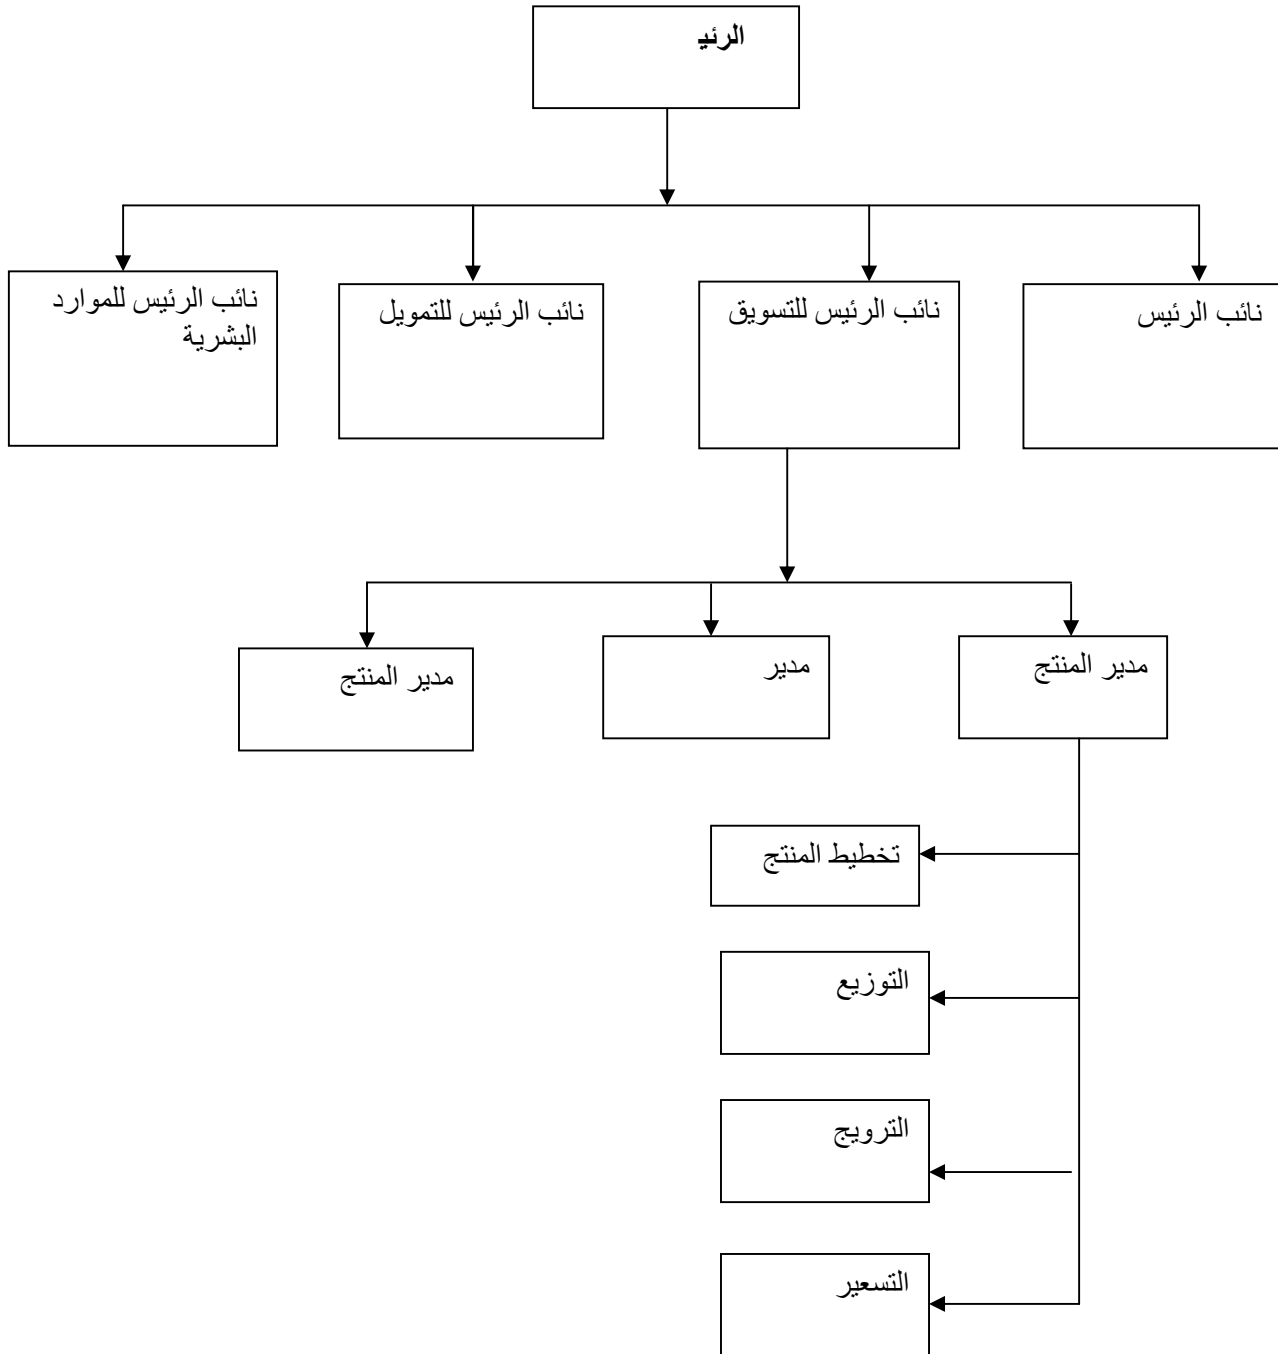 الرئيـ
نائب الرئيس
نائب الرئيس للتسويق
نائب الرئيس للتمويل
نائب الرئيس للموارد
البشرية
مدير المنتج
مدير
مدير المنتج
تخطيط المنتج
التوزيع
الترويج
التسعير